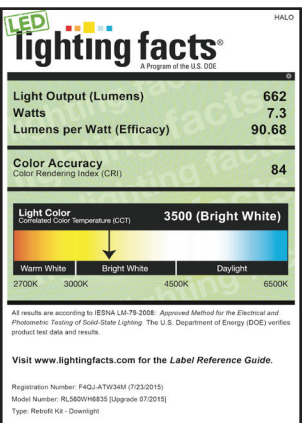 HALO
LED
lighting facts®
A Program of the U.S. DOE
Light Output (Lumens) 662
Watts 7.3
Lumens per Watt (Efficacy) 90.68
Color Accuracy 84
Color Rendering Index (CRI)
Light Color 3500 (Bright White)
Correlated Color Temperature (CCT)
Warm White Bright White Daylight
2700K 3000K 4500K 6500K
All results are according to IESNA LM-79-2008: Approved Method for the Electrical and
Photometric Testing of Solid-State Lighting. The U.S. Department of Energy (DOE) verifies
product test data and results.
Visit www.lightingfacts.com for the Label Reference Guide.
Registration Number: F4QJ-ATW34M (7/23/2015)
Model Number: RL560WH6835 [Upgrade 07/2015]
Type: Retrofit Kit - Downlight